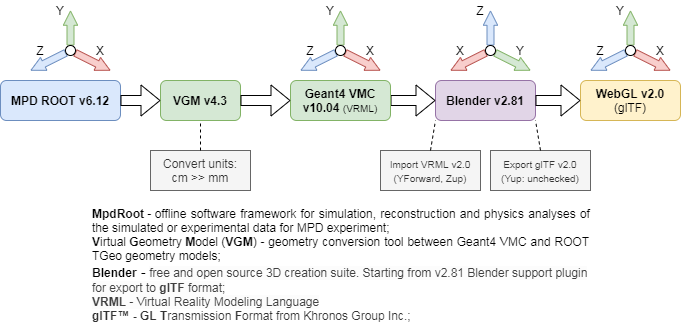 Y
Z
X
Y
Z
X
Z
X
Y
Y
Z
X
MPD ROOT v6.12
VGM v4.3
Geant4 VMC
v10.04 (VRML)
Blender v2.81
WebGL v2.0
(glTF)
Convert units:
cm >> mm
Import VRML v2.0
(YForward, Zup)
Export glTF v2.0
(Yup: unchecked)
MpdRoot - offline software framework for simulation, reconstruction and physics analyses of
the simulated or experimental data for MPD experiment;
Virtual Geometry Model (VGM) - geometry conversion tool between Geant4 VMC and ROOT
TGeo geometry models;
Blender - free and open source 3D creation suite. Starting from v2.81 Blender support plugin
for export to glTF format;
VRML - Virtual Reality Modeling Language
glTF™ - GL Transmission Format from Khronos Group Inc.;